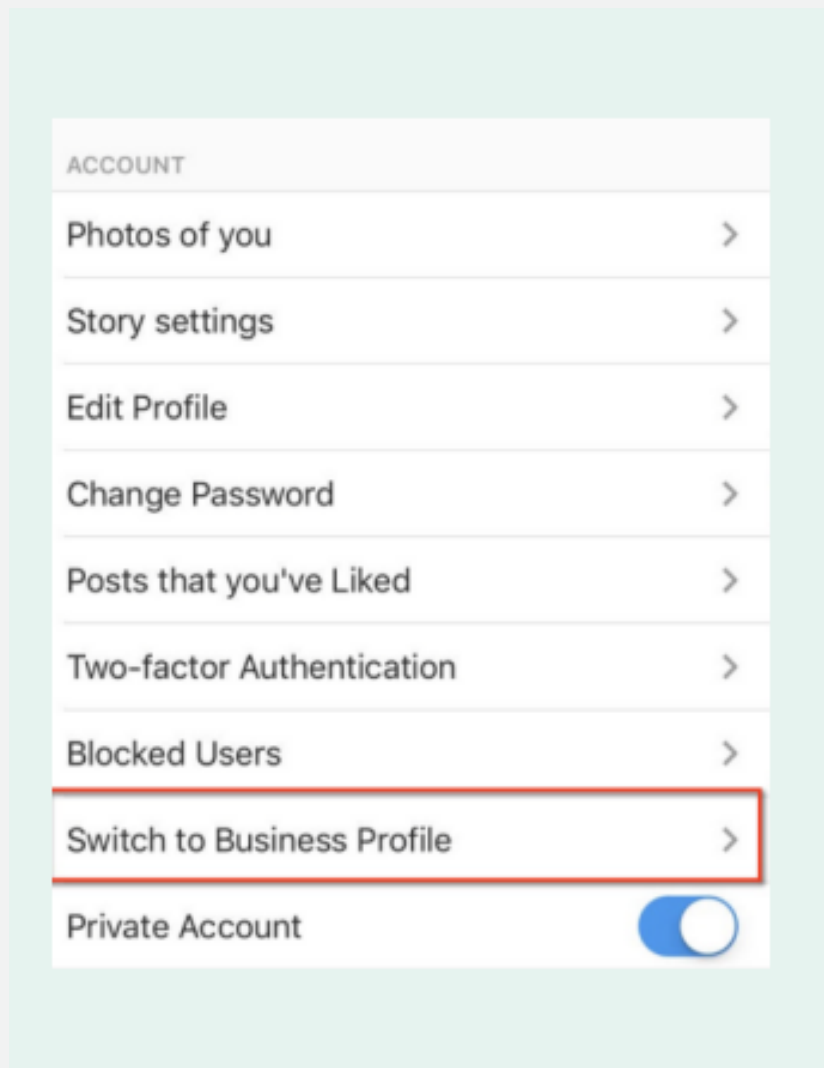 ACCOUNT
Photos of you
Story settings
Edit Profile
Change Password
Posts that you've Liked
Two-factor Authentication
Blocked Users
Switch to Business Profile
Private Account